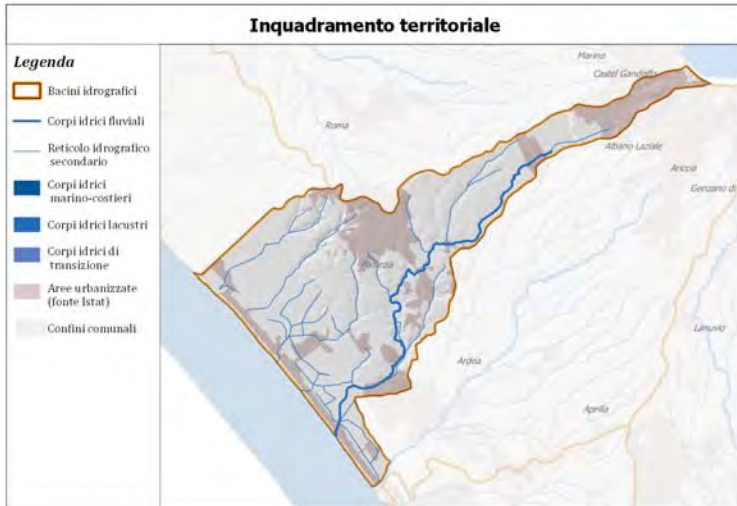 Inquadramento territoriale
Legenda
Bacini idrografici
Corpi idrici fluviali
Reticolo idrografico
secondario
Corpi idrici
marino-costieri
Corpi idrici lacustri
Corpi idrici di
transizione
Aree urbanizzate
(fonte Istat)
Confini comunali
Marino
Castel Gandolfo
Roma
Albano Laziale
Ariccia
Genzano di
Pomezia
Lanuvio
Ardea
Aprilia